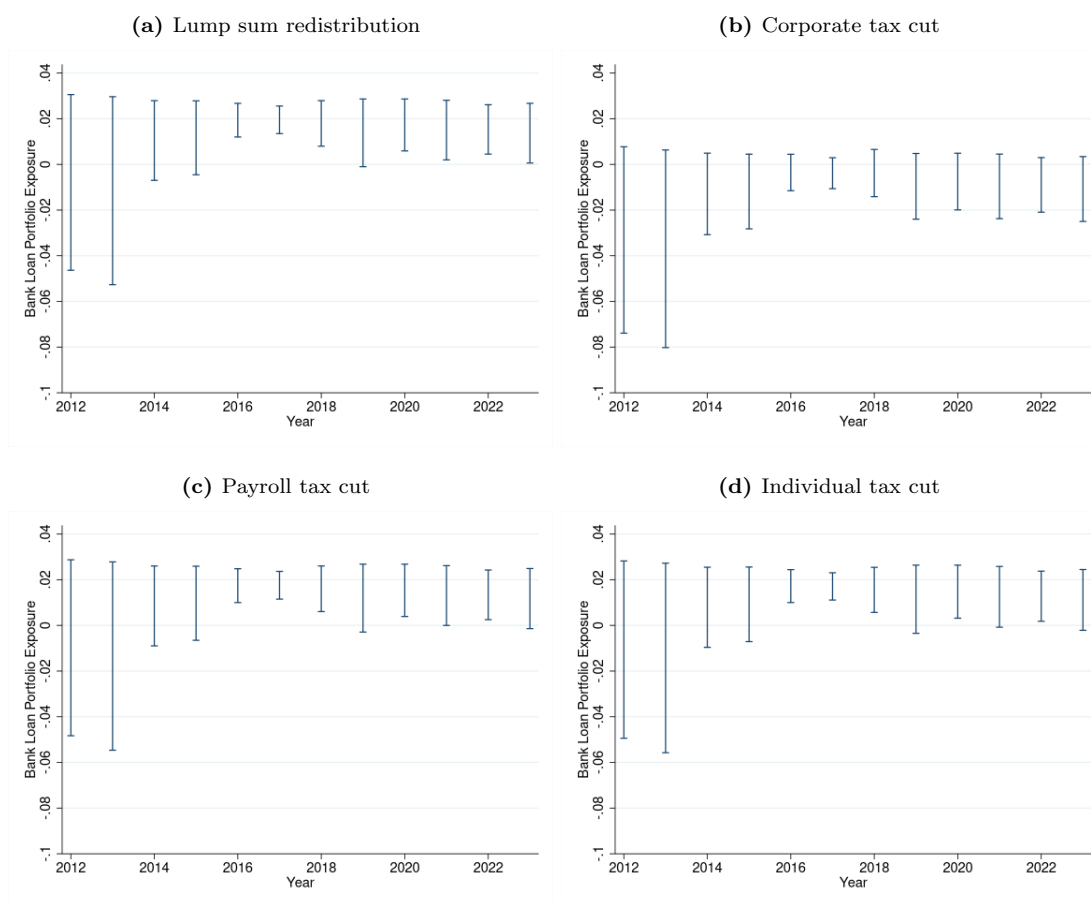 (a) Lump sum redistribution
Bank Loan Portfolio Exposure
.04
.02
0
-.02
-.04
-.06
-.08
-.1
2012 2014 2016 2018 2020 2022
Year
(b) Corporate tax cut
Bank Loan Portfolio Exposure
.04
.02
0
-.02
-.04
-.06
-.08
-.1
2012 2014 2016 2018 2020 2022
Year
(c) Payroll tax cut
Bank Loan Portfolio Exposure
.04
.02
0
-.02
-.04
-.06
-.08
-.1
2012 2014 2016 2018 2020 2022
Year
(d) Individual tax cut
Bank Loan Portfolio Exposure
.04
.02
0
-.02
-.04
-.06
-.08
-.1
2012 2014 2016 2018 2020 2022
Year